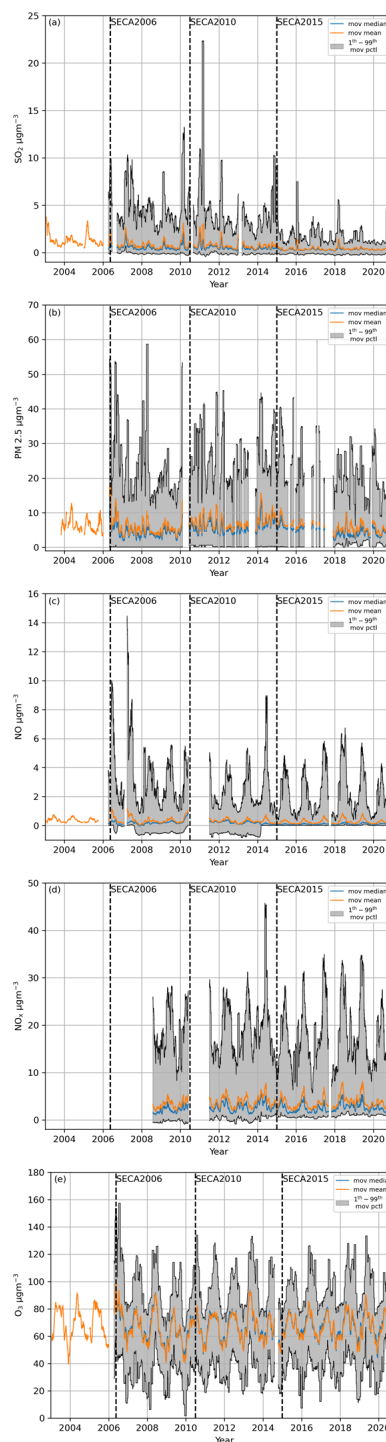 (a)
SECA2006
SECA2010
SECA2015
mov median
mov mean
1th − 99th
mov pctl
25
20
15
10
5
0
SO2 µgm−3
2004 2006 2008 2010 2012 2014 2016 2018 2020
Year
(b)
SECA2006
SECA2010
SECA2015
mov median
mov mean
1th − 99th
mov pctl
70
60
50
40
30
20
10
0
PM 2.5 µgm−3
2004 2006 2008 2010 2012 2014 2016 2018 2020
Year
(c)
SECA2006
SECA2010
SECA2015
mov median
mov mean
1th − 99th
mov pctl
16
14
12
10
8
6
4
2
0
NO µgm−3
2004 2006 2008 2010 2012 2014 2016 2018 2020
Year
(d)
SECA2006
SECA2010
SECA2015
mov median
mov mean
1th − 99th
mov pctl
50
40
30
20
10
0
NOx µgm−3
2004 2006 2008 2010 2012 2014 2016 2018 2020
Year
(e)
SECA2006
SECA2010
SECA2015
mov median
mov mean
1th − 99th
mov pctl
180
160
140
120
100
80
60
40
20
0
O3 µgm−3
2004 2006 2008 2010 2012 2014 2016 2018 2020
Year